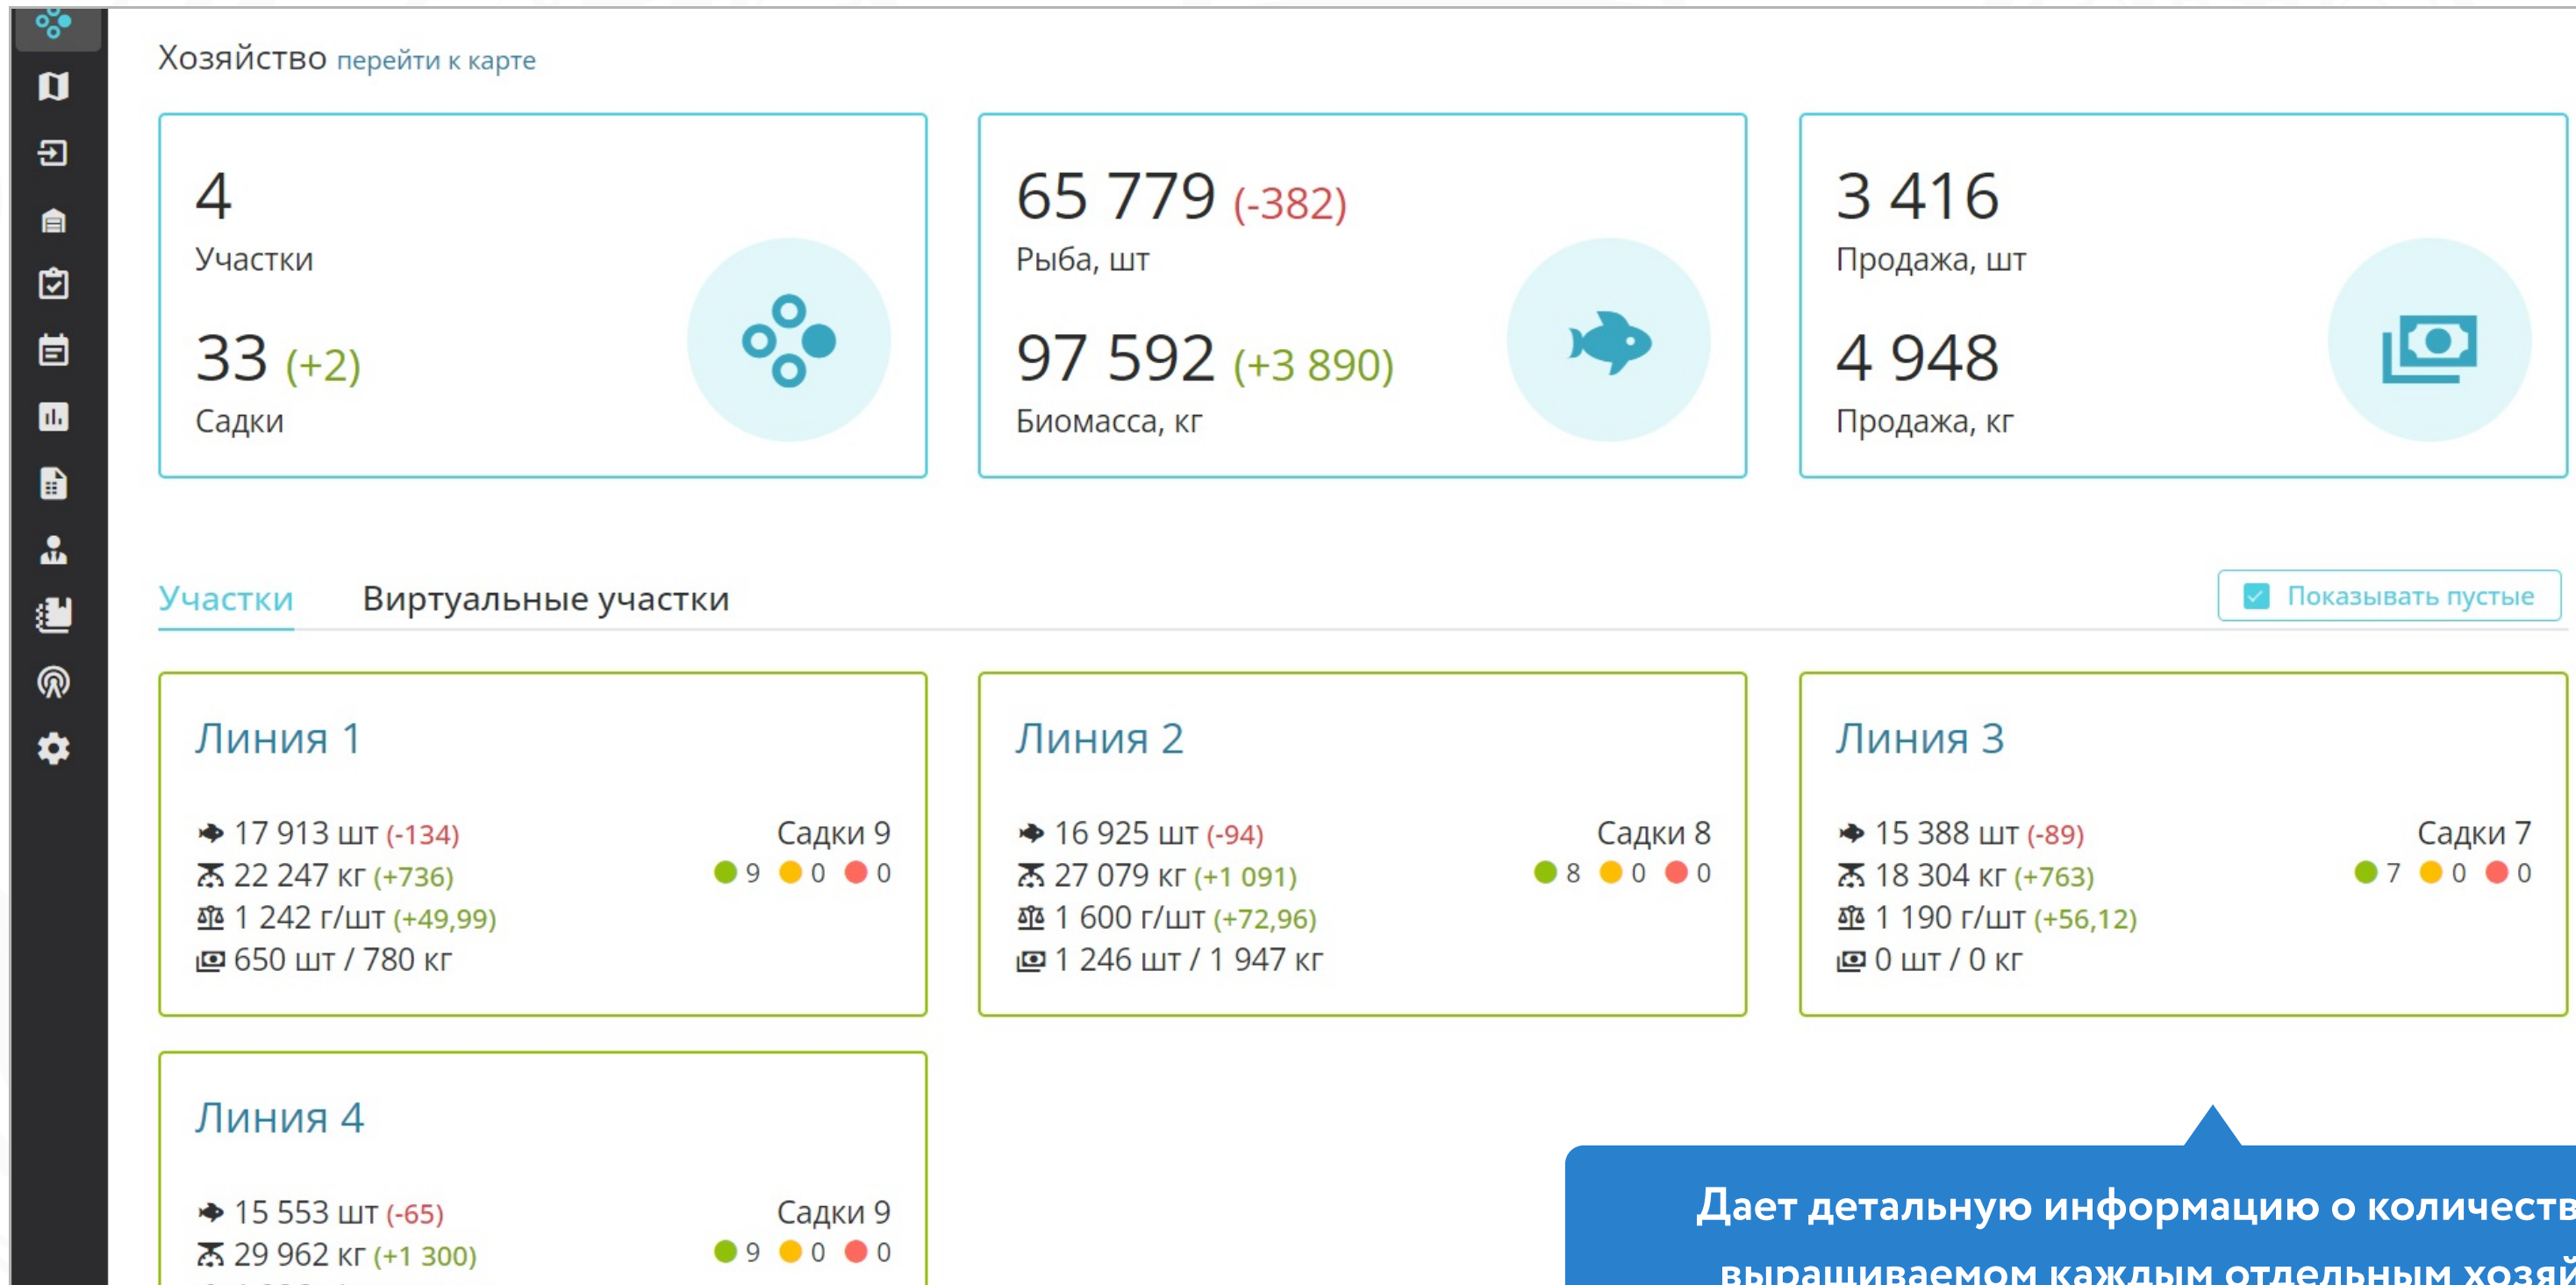 Хозяйство перейти к карте
4
Участки
33 (+2)
Садки
65 779 (-382)
Рыба, шт
97 592 (+3 890)
Биомасса, кг
3 416
Продажа, шт
4 948
Продажа, кг
Участки Виртуальные участки
Показывать пустые
Линия 1
17 913 шт (-134)
22 247 кг (+736)
1 242 г/шт (+49,99)
650 шт / 780 кг
Садки 9
9 0 0
Линия 2
16 925 шт (-94)
27 079 кг (+1 091)
1 600 г/шт (+72,96)
1 246 шт / 1 947 кг
Садки 8
8 0 0
Линия 3
15 388 шт (-89)
18 304 кг (+763)
1 190 г/шт (+56,12)
0 шт / 0 кг
Садки 7
7 0 0
Линия 4
15 553 шт (-65)
29 962 кг (+1 300)
Садки 9
9 0 0
Дает детальную информацию о количеств
выращиваемом каждым отдельным хозяй